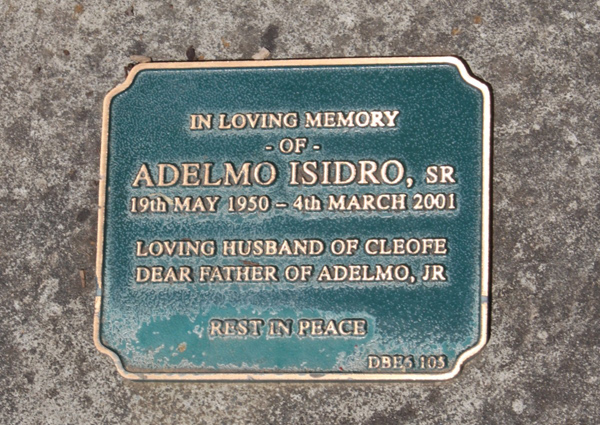 IN LOVING MEMORY
- OF -
ADELMO ISIDRO, SR
19th MAY 1950 – 4th MARCH 2001
LOVING HUSBAND OF CLEOFE
DEAR FATHER OF ADELMO, JR
REST IN PEACE
DBE6 105